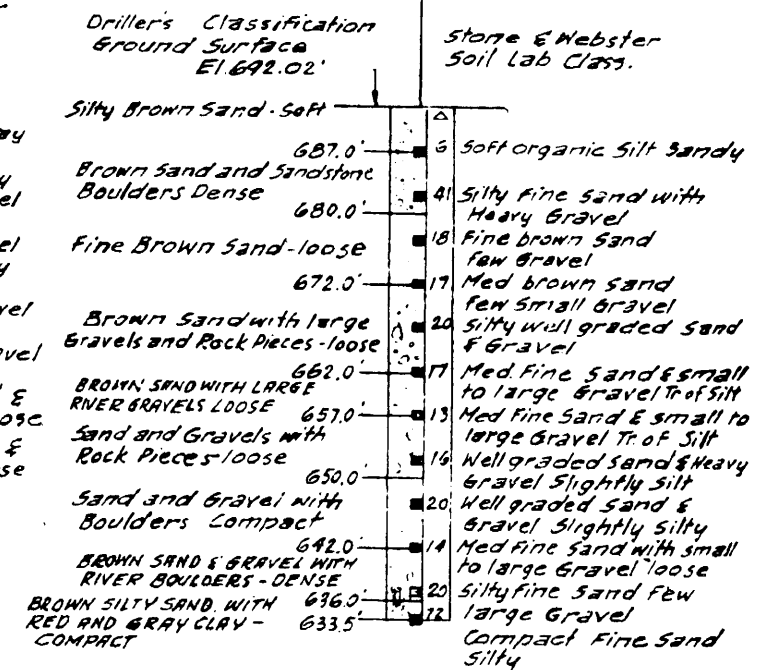 Driller's Classification
Ground Surface
El.692.02'
Stone & Webster
Soil Lab Class.
Silty Brown Sand - Soft
687.0'
Brown Sand and Sandstone
Boulders Dense
680.0'
Fine Brown Sand-loose
672.0'
Brown Sand with large
Gravels and Rock Pieces-loose
662.0'
BROWN SAND WITH LARGE
RIVER GRAVELS LOOSE
657.0'
Sand and Gravels with
Rock Pieces-loose
650.0'
Sand and Gravel with
Boulders Compact
642.0
BROWN SAND & GRAVEL WITH
RIVER BOULDERS - DENSE
636.0'
BROWN SILTY SAND. WITH
RED AND GRAY CLAY -
COMPACT
633.5'
6 Soft organic Silt Sandy
41 Silty Fine Sand with
Heavy Gravel
18 Fine brown Sand
few Gravel
19 Med brown sand
few Small Gravel
20 Silty well graded Sand
& Gravel
17 Med. Fine Sand & small
to large Gravel Tr of Silt
13 Med Fine Sand & small to
large Gravel Tr. of Silt
16 Well graded Sand & Heavy
Gravel Slightly Silt
20 Well graded Sand &
Gravel Slightly Silty
14 Med Fine Sand with small
to large Gravel loose
20 Silty fine Sand Few
large Gravel
22 Compact Fine Sand
Silty